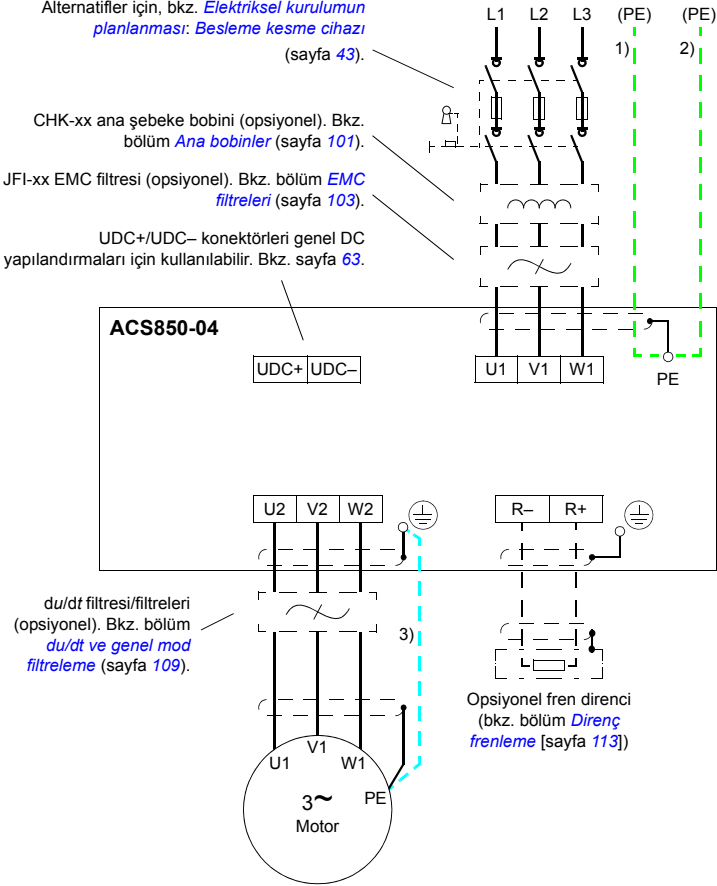 Alternatifler için, bkz. Elektriksel kurulumun
planlanması: Besleme kesme cihazı
(sayfa 43).
L1 L2 L3 (PE) (PE)
1) 2)
CHK-xx ana şebeke bobini (opsiyonel). Bkz.
bölüm Ana bobinler (sayfa 101).
JFI-xx EMC filtresi (opsiyonel). Bkz. bölüm EMC
filtreleri (sayfa 103).
UDC+/UDC– konektörleri genel DC
yapılandırmaları için kullanılabilir. Bkz. sayfa 63.
ACS850-04
UDC+ UDC–
U1 V1 W1
PE
U2 V2 W2
R– R+
du/dt filtresi/filtreleri
(opsiyonel). Bkz. bölüm
du/dt ve genel mod
filtreleme (sayfa 109).
3)
Opsiyonel fren direnci
(bkz. bölüm Direnç
frenleme [sayfa 113])
U1 V1 W1
PE
3~
Motor